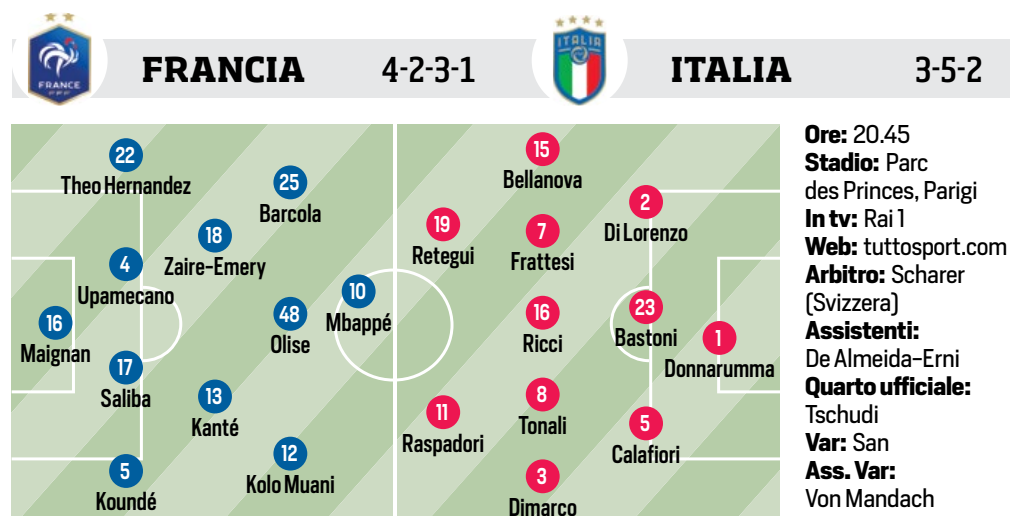 FRANCE
FFF
FRANCIA 4-2-3-1
ITALIA
ITALIA 3-5-2
22
Theo Hernandez
25
Barcola
18
Zaire-Emery
4
Upamecano
10
Mbappé
16
Maignan
48
Olise
17
Saliba
13
Kanté
12
Kolo Muani
5
Koundé
15
Bellanova
2
Di Lorenzo
19
Retegui
7
Frattesi
16
Ricci
23
Bastoni
1
Donnarumma
8
Tonali
11
Raspadori
5
Calafiori
3
Dimarco
Ore: 20.45
Stadio: Parc
des Princes, Parigi
In tv: Rai 1
Web: tuttosport.com
Arbitro: Scharer
(Svizzera)
Assistenti:
De Almeida-Erni
Quarto ufficiale:
Tschudi
Var: San
Ass. Var:
Von Mandach